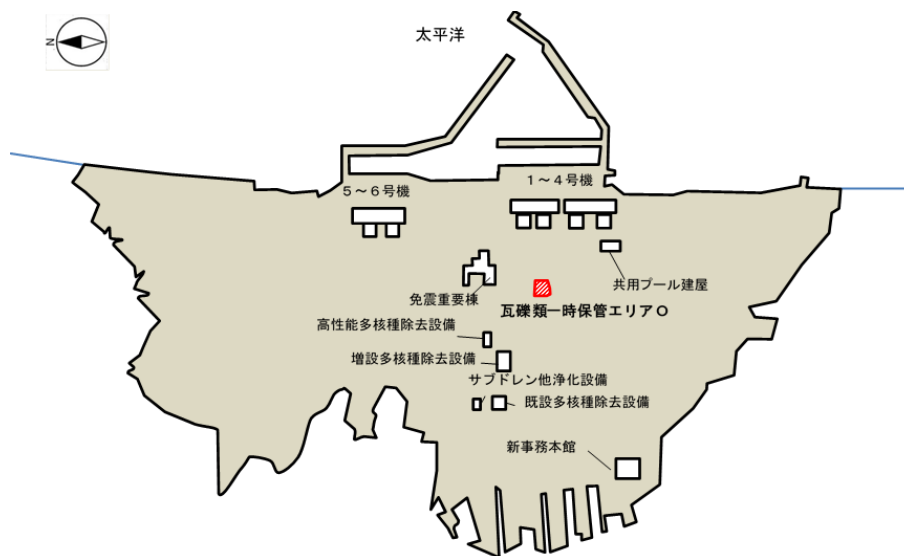 太平洋
N
５～６号機
１～４号機
共用プール建屋
免震重要棟
瓦礫類一時保管エリアＯ
高性能多核種除去設備
増設多核種除去設備
サブドレン他浄化設備
既設多核種除去設備
新事務本館